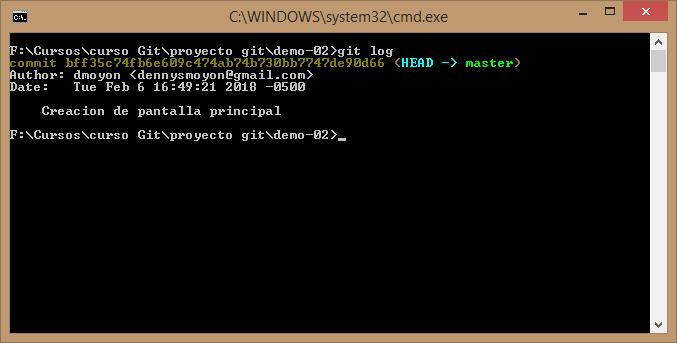 C:\WINDOWS\system32\cmd.exe
F:\Cursos\curso Git\proyecto git\demo-02>git log
commit bff35c74fb6e609c474ab74b730bb7747de90d66 (HEAD -> master)
Author: dmoyon <dennysmoyon@gmail.com>
Date:   Tue Feb 6 16:49:21 2018 -0500
    Creacion de pantalla principal
F:\Cursos\curso Git\proyecto git\demo-02>